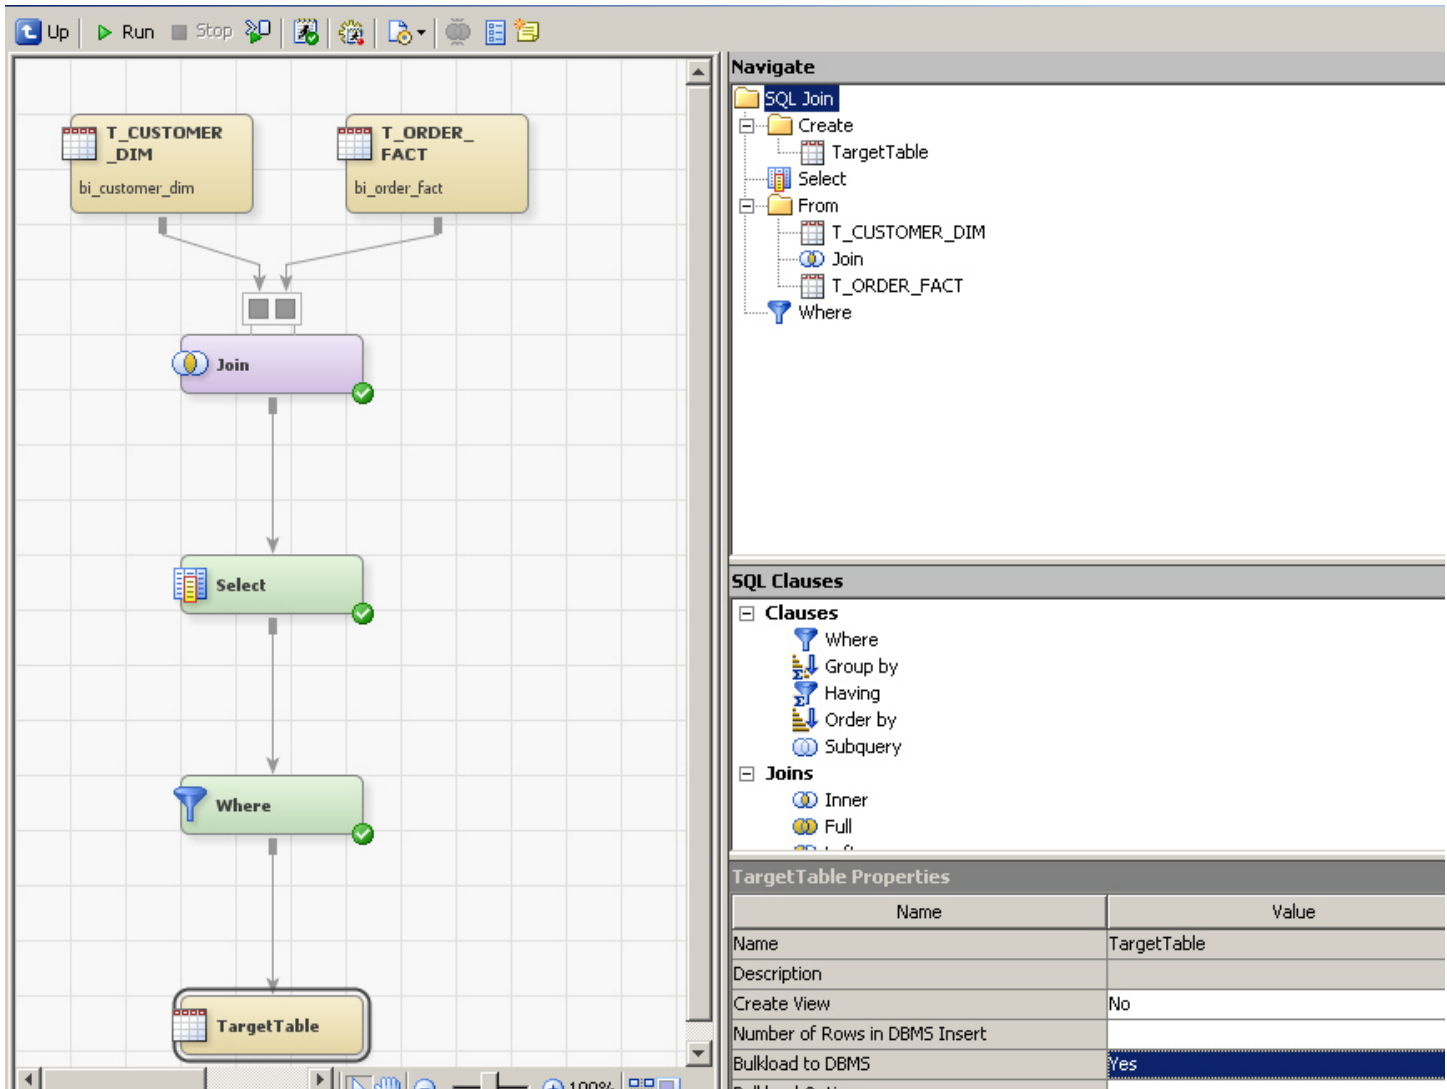 Up Run Stop
T_CUSTOMER
_DIM
bi_customer_dim
T_ORDER_
FACT
bi_order_fact
Join
Select
Where
TargetTable
100%
Navigate
SQL Join
Create
TargetTable
Select
From
T_CUSTOMER_DIM
Join
T_ORDER_FACT
Where
SQL Clauses
Clauses
Where
Group by
Having
Order by
Subquery
Joins
Inner
Full
TargetTable Properties
Name Value
Name TargetTable
Description
Create View No
Number of Rows in DBMS Insert
Bulkload to DBMS Yes